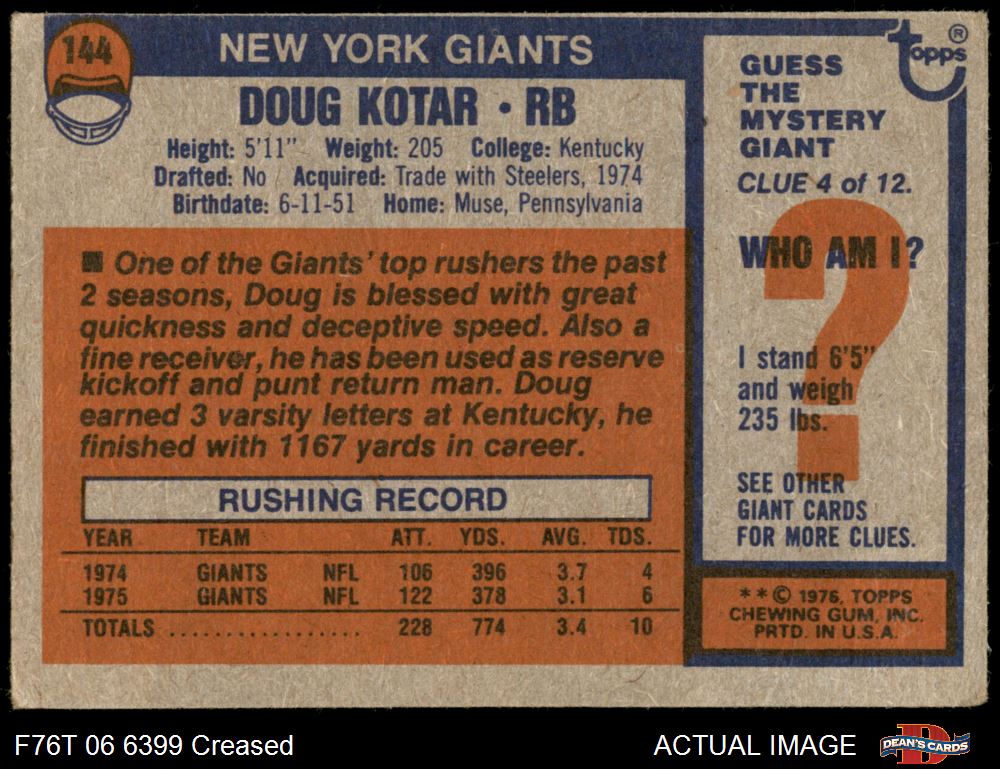 144
NEW YORK GIANTS
DOUG KOTAR • RB
Height: 5'11" Weight: 205 College: Kentucky
Drafted: No Acquired: Trade with Steelers, 1974
Birthdate: 6-11-51 Home: Muse, Pennsylvania
■ One of the Giants' top rushers the past
2 seasons, Doug is blessed with great
quickness and deceptive speed. Also a
fine receiver, he has been used as reserve
kickoff and punt return man. Doug
earned 3 varsity letters at Kentucky, he
finished with 1167 yards in career.
RUSHING RECORD
YEAR TEAM ATT. YDS. AVG. TDS.
1974 GIANTS NFL 106 396 3.7 4
1975 GIANTS NFL 122 378 3.1 6
TOTALS .................. 228 774 3.4 10
topps ®
GUESS
THE
MYSTERY
GIANT
CLUE 4 of 12.
WHO AM I?
?
I stand 6'5"
and weigh
235 lbs.
SEE OTHER
GIANT CARDS
FOR MORE CLUES.
**© 1976, TOPPS
CHEWING GUM, INC.
PRTD. IN U.S.A.
F76T 06 6399 Creased
ACTUAL IMAGE
DEAN'S CARDS